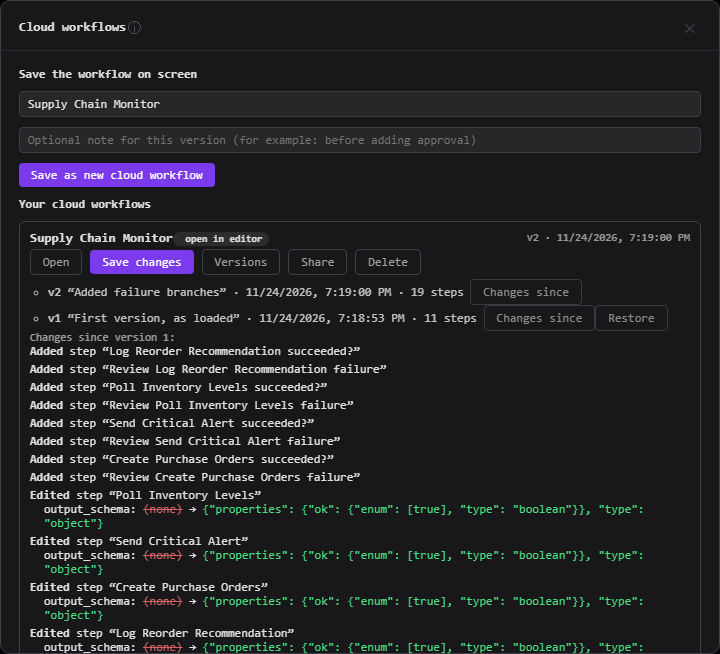 Cloud workflows ⓘ
Save the workflow on screen
Supply Chain Monitor
Optional note for this version (for example: before adding approval)
Save as new cloud workflow
Your cloud workflows
Supply Chain Monitor open in editor v2 · 11/24/2026, 7:19:00 PM
Open Save changes Versions Share Delete
v2 “Added failure branches” · 11/24/2026, 7:19:00 PM · 19 steps Changes since
v1 “First version, as loaded” · 11/24/2026, 7:18:53 PM · 11 steps Changes since Restore
Changes since version 1:
Added step “Log Reorder Recommendation succeeded?”
Added step “Review Log Reorder Recommendation failure”
Added step “Poll Inventory Levels succeeded?”
Added step “Review Poll Inventory Levels failure”
Added step “Send Critical Alert succeeded?”
Added step “Review Send Critical Alert failure”
Added step “Create Purchase Orders succeeded?”
Added step “Review Create Purchase Orders failure”
Edited step “Poll Inventory Levels”
output_schema: (none) → {"properties": {"ok": {"enum": [true], "type": "boolean"}}, "type":
"object"}
Edited step “Send Critical Alert”
output_schema: (none) → {"properties": {"ok": {"enum": [true], "type": "boolean"}}, "type":
"object"}
Edited step “Create Purchase Orders”
output_schema: (none) → {"properties": {"ok": {"enum": [true], "type": "boolean"}}, "type":
"object"}
Edited step “Log Reorder Recommendation”
output_schema: (none) → {"properties": {"ok": {"enum": [true], "type": "boolean"}}, "type":